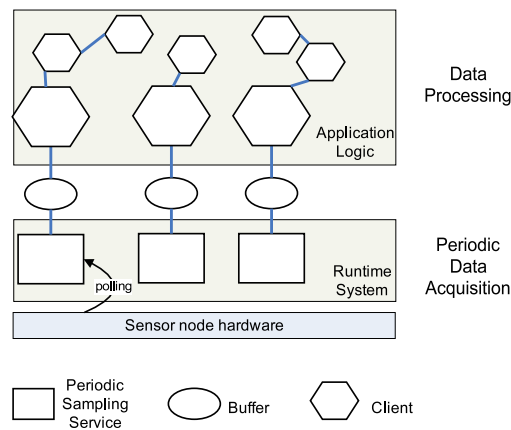 Data
Processing
Application
Logic
Periodic
Data
Acquisition
polling
Runtime
System
Sensor node hardware
Periodic
Sampling
Service
Buffer
Client